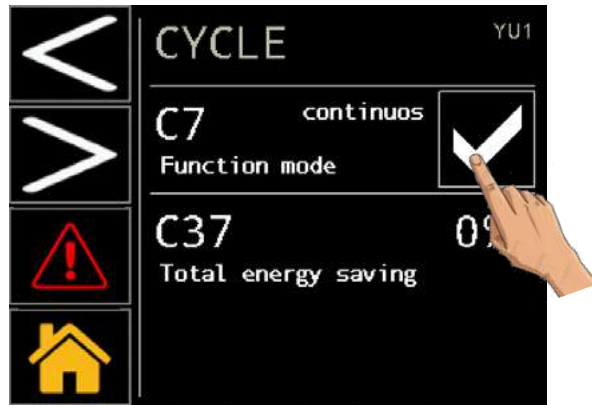 CYCLE
YU1
C7
continuos
Function mode
C37
Total energy saving